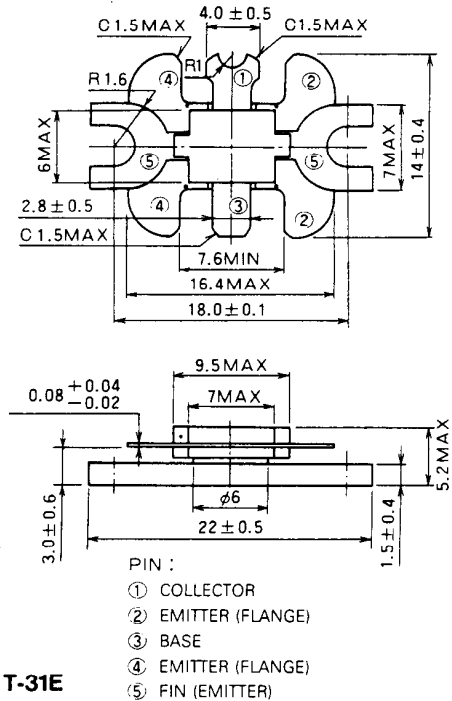 4.0±0.5
C1.5MAX
C1.5MAX
R1
④
①
②
R1.6
6MAX
⑤
⑤
7MAX
14±0.4
2.8±0.5
④
③
②
C1.5MAX
7.6MIN
16.4MAX
18.0±0.1
9.5MAX
0.08 +0.04 −0.02
7MAX
5.2MAX
φ6
3.0±0.6
22±0.5
1.5±0.4
PIN :
① COLLECTOR
② EMITTER (FLANGE)
③ BASE
④ EMITTER (FLANGE)
T-31E
⑤ FIN (EMITTER)